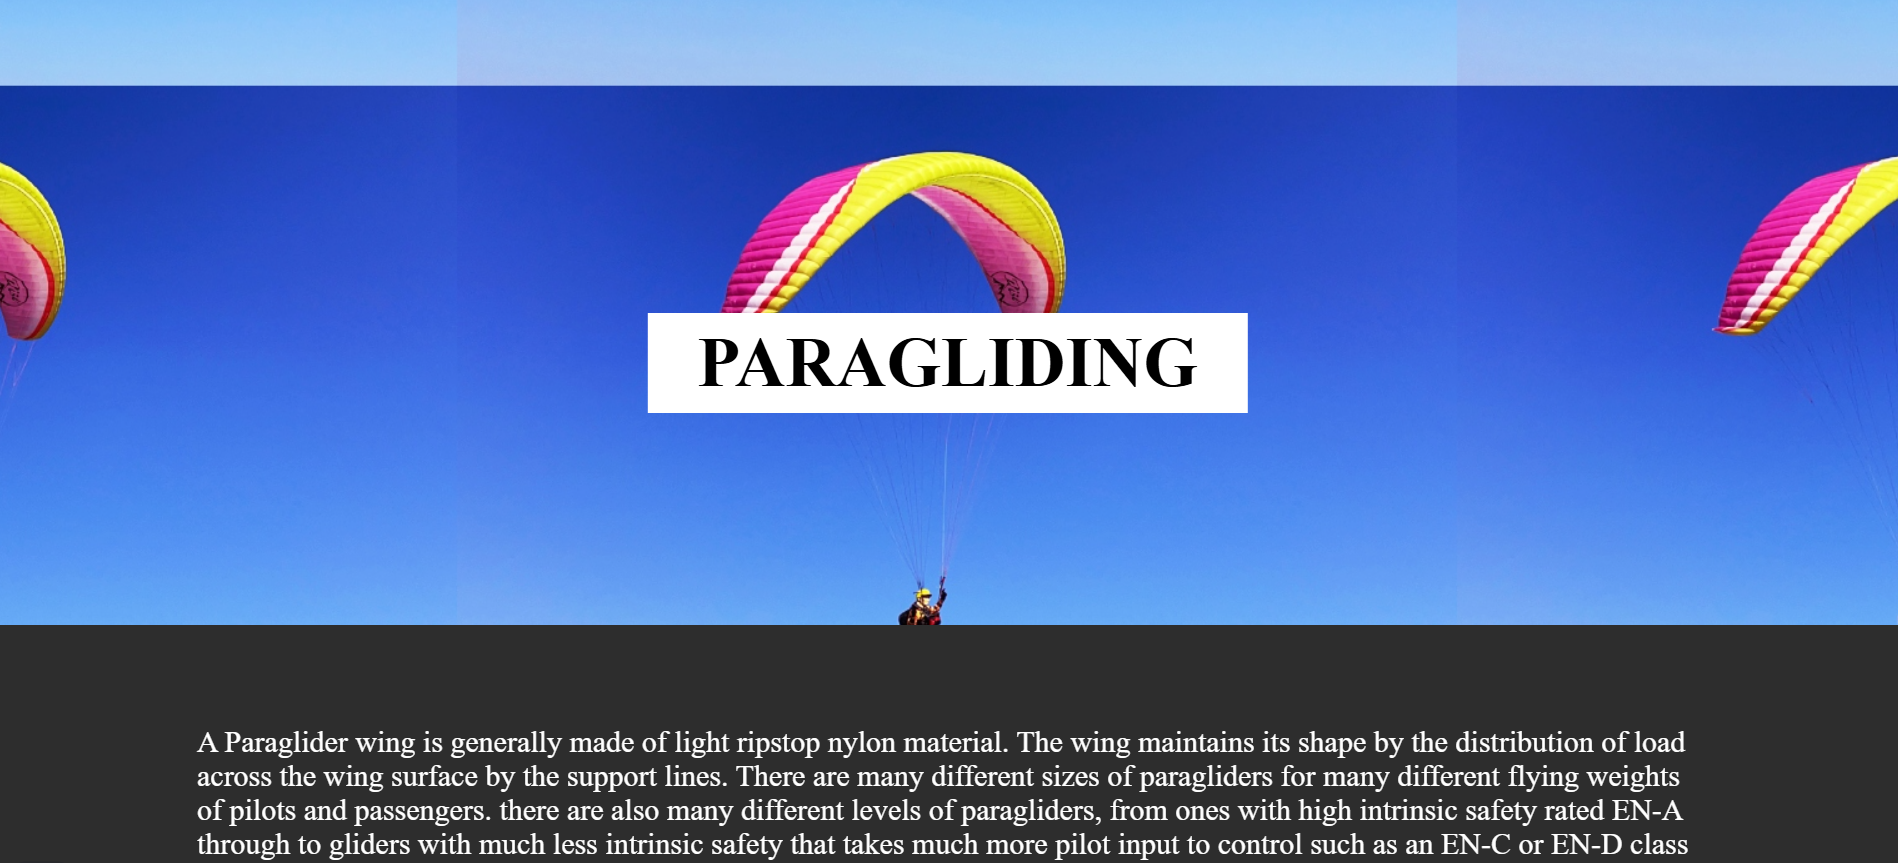 PARAGLIDING
A Paraglider wing is generally made of light ripstop nylon material. The wing maintains its shape by the distribution of load
across the wing surface by the support lines. There are many different sizes of paragliders for many different flying weights
of pilots and passengers. there are also many different levels of paragliders, from ones with high intrinsic safety rated EN-A
through to gliders with much less intrinsic safety that takes much more pilot input to control such as an EN-C or EN-D class